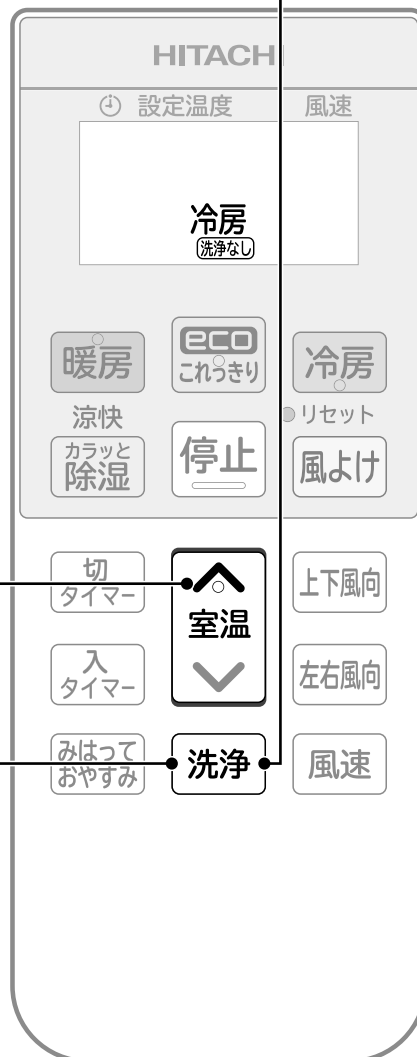 HITACHI
設定温度 風速
冷房
洗浄なし
暖房
eco
これっきり
冷房
涼快
リセット
カラッと
除湿
停止
風よけ
切
タイマー
室温
上下風向
入
タイマー
左右風向
みはって
おやすみ
洗浄
風速